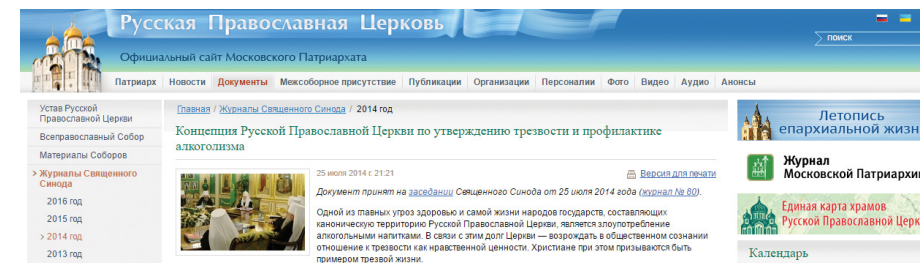 Русская Православная Церковь
Официальный сайт Московского Патриархата
поиск
Патриарх Новости Документы Межсоборное присутствие Публикации Организации Персоналии Фото Видео Аудио Анонсы
Устав Русской
Православной Церкви
Всеправославный Собор
Материалы Соборов
> Журналы Священного
Синода
2016 год
2015 год
> 2014 год
2013 год
Главная / Журналы Священного Синода / 2014 год
Концепция Русской Православной Церкви по утверждению трезвости и профилактике
алкоголизма
25 июля 2014 г. 21:21
Версия для печати
Документ принят на заседании Священного Синода от 25 июля 2014 года (журнал № 80).
Одной из главных угроз здоровью и самой жизни народов государств, составляющих
каноническую территорию Русской Православной Церкви, является злоупотребление
алкогольными напитками. В связи с этим долг Церкви — возрождать в общественном сознании
отношение к трезвости как нравственной ценности. Христиане при этом призываются быть
примером трезвой жизни.
Летопись
епархиальной жизн
Журнал
Московской Патриархии
Единая карта храмов
Русской Православной Церк
Календарь